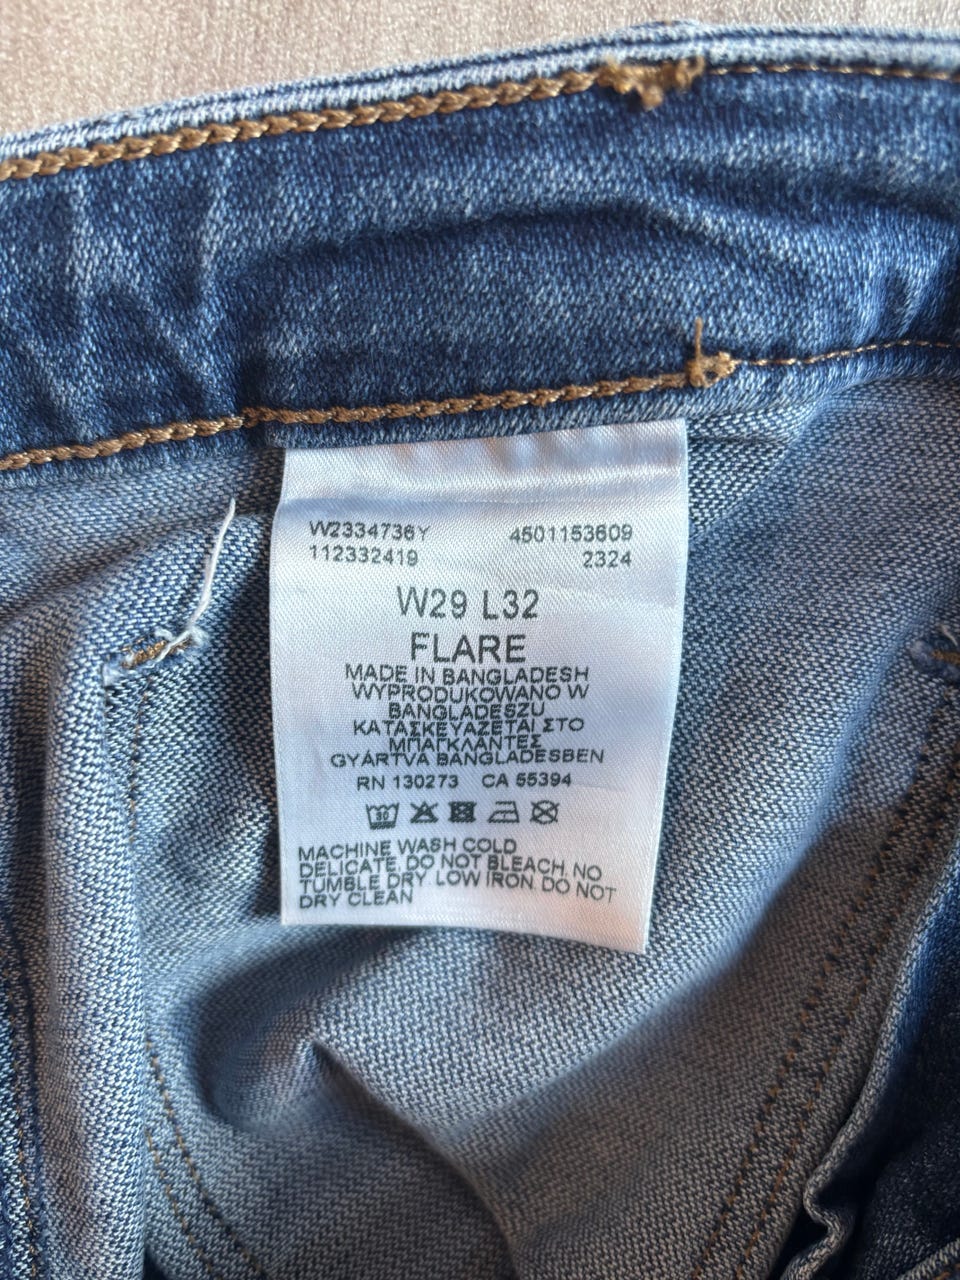 W2334736Y 4501153609
112332419 2324
W29 L32
FLARE
MADE IN BANGLADESH
WYPRODUKOWANO W
BANGLADESZU
ΚΑΤΑΣΚΕΥΑΖΕΤΑΙ ΣΤΟ
ΜΠΑΓΚΛΑΝΤΕΣ
GYÁRTVA BANGLADESBEN
RN 130273 CA 55394
30
MACHINE WASH COLD
DELICATE, DO NOT BLEACH, NO
TUMBLE DRY, LOW IRON, DO NOT
DRY CLEAN